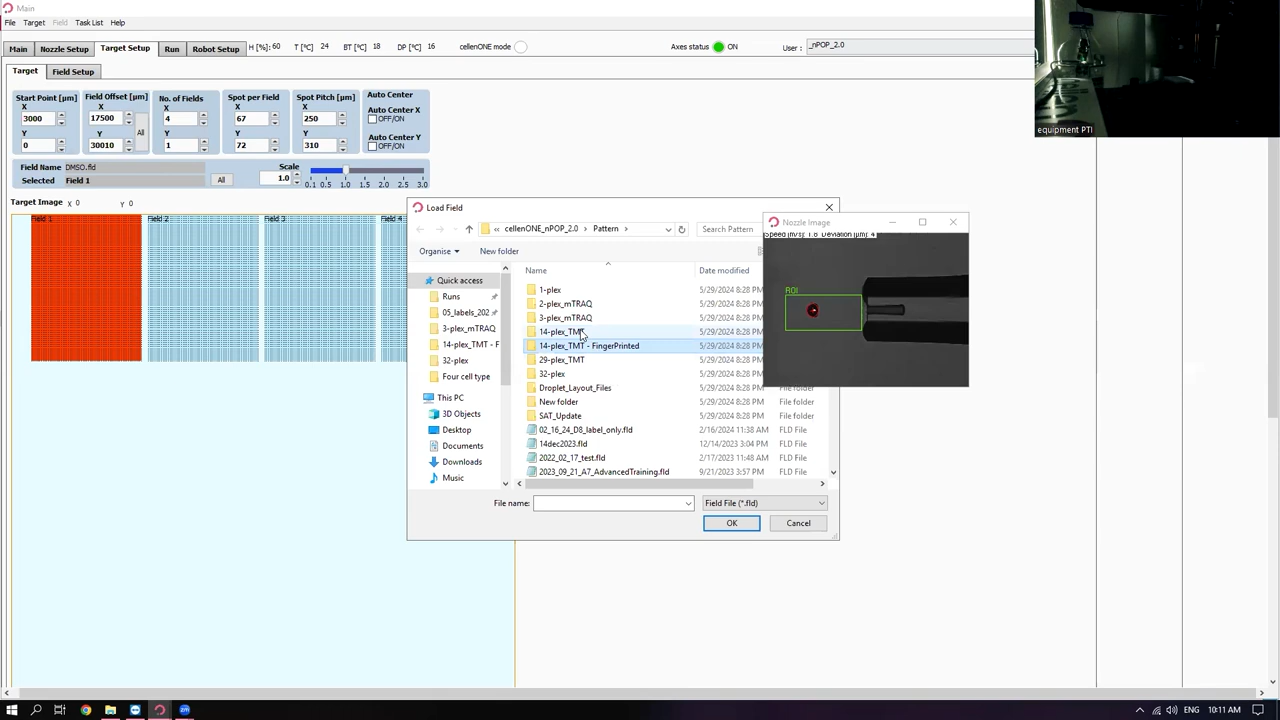 Main
File Target Field Task List Help
Main Nozzle Setup Target Setup Run Robot Setup H [%]: 60 T [°C] 24 BT [°C] 18 DP [°C] 16 cellenONE mode Axes status ON User : _nPOP_2.0
Target Field Setup
Start Point [µm] Field Offset [µm] No. of Fields Spot per Field Spot Pitch [µm] Auto Center
X X X X X Auto Center X
3000 17500 4 67 250 OFF/ON
Y Y All Y Y Y Auto Center Y
0 30010 1 72 310 OFF/ON
Field Name DMSO.fld Scale
Selected Field 1 All 1.0 0.1 0.5 1.0 1.5 2.0 2.5 3.0
Target Image X 0 Y 0
Field 1 Field 2 Field 3 Field 4
equipment PTI
Load Field
cellenONE_nPOP_2.0 Pattern Search Pattern
Organise New folder
Name Date modified
Quick access
Runs
05_labels_202
3-plex_mTRAQ
14-plex_TMT - F
32-plex
Four cell type
This PC
3D Objects
Desktop
Documents
Downloads
Music
1-plex 5/29/2024 8:28 PM
2-plex_mTRAQ 5/29/2024 8:28 PM
3-plex_mTRAQ 5/29/2024 8:28 PM
14-plex_TMT 5/29/2024 8:28 PM
14-plex_TMT - FingerPrinted 5/29/2024 8:28 PM
29-plex_TMT 5/29/2024 8:28 PM
32-plex 5/29/2024 8:28 PM
Droplet_Layout_Files 5/29/2024 8:28 PM File folder
New folder 5/29/2024 8:28 PM File folder
SAT_Update 5/29/2024 8:28 PM File folder
02_16_24_D8_label_only.fld 2/16/2024 11:38 AM FLD File
14dec2023.fld 12/14/2023 3:04 PM FLD File
2022_02_17_test.fld 2/17/2023 11:48 AM FLD File
2023_09_21_A7_AdvancedTraining.fld 9/21/2023 3:57 PM FLD File
File name: Field File (*.fld)
OK Cancel
Nozzle Image
Speed [m/s]: 1.6 Deviation [µm]: 4
ROI
ENG 10:11 AM